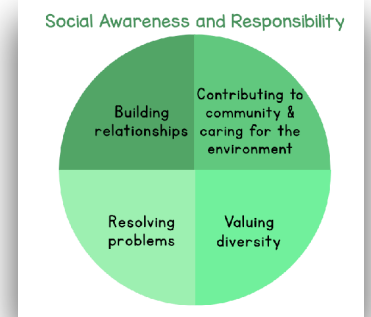 Social Awareness and Responsibility
Building
relationships
Contributing to
community &
caring for the
environment
Resolving
problems
Valuing
diversity